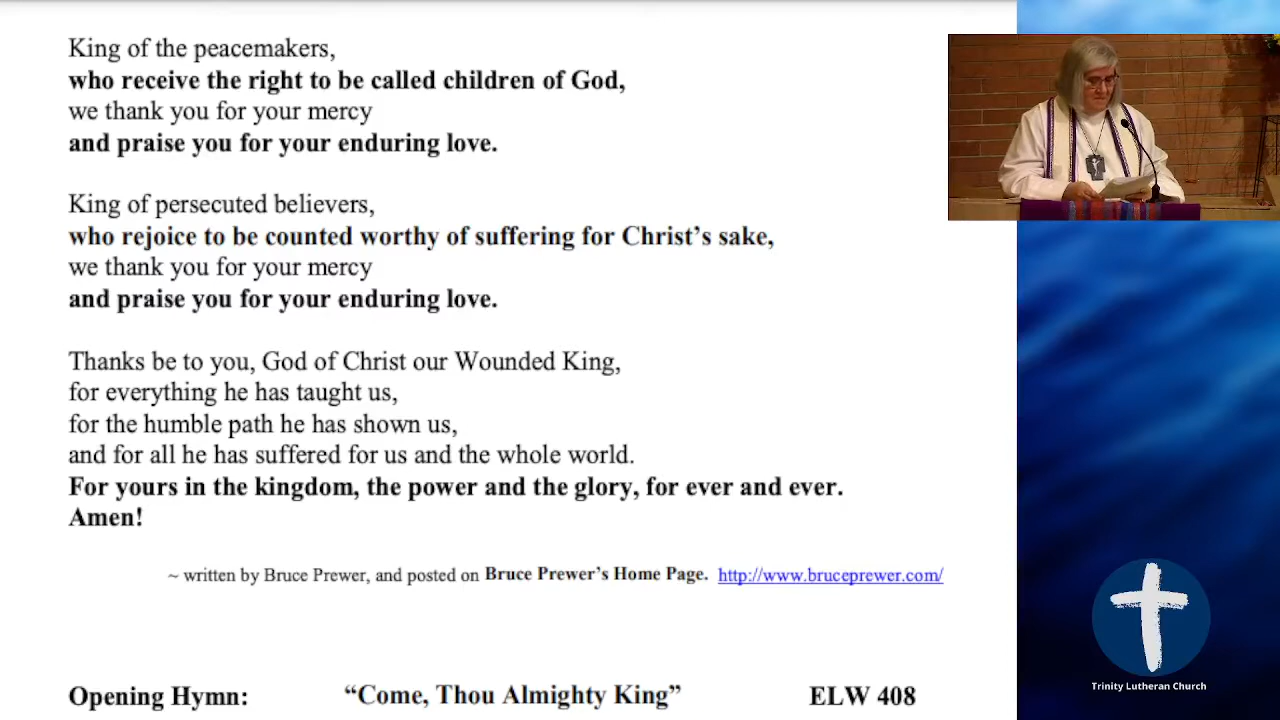 King of the peacemakers,
who receive the right to be called children of God,
we thank you for your mercy
and praise you for your enduring love.
King of persecuted believers,
who rejoice to be counted worthy of suffering for Christ’s sake,
we thank you for your mercy
and praise you for your enduring love.
Thanks be to you, God of Christ our Wounded King,
for everything he has taught us,
for the humble path he has shown us,
and for all he has suffered for us and the whole world.
For yours in the kingdom, the power and the glory, for ever and ever.
Amen!
~ written by Bruce Prewer, and posted on Bruce Prewer’s Home Page. http://www.bruceprewer.com/
Opening Hymn: “Come, Thou Almighty King” ELW 408
Trinity Lutheran Church